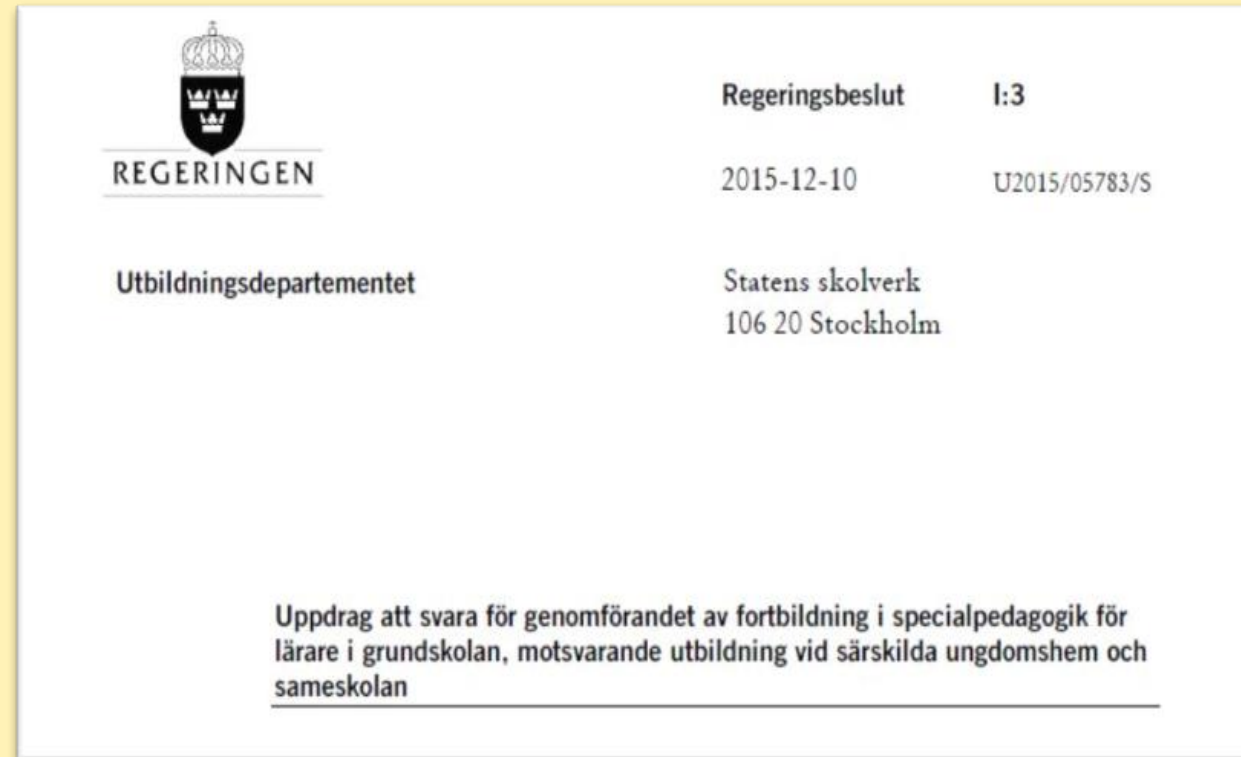 REGERINGEN
Regeringsbeslut I:3
2015-12-10 U2015/05783/S
Utbildningsdepartementet
Statens skolverk
106 20 Stockholm
Uppdrag att svara för genomförandet av fortbildning i specialpedagogik för
lärare i grundskolan, motsvarande utbildning vid särskilda ungdomshem och
sameskolan